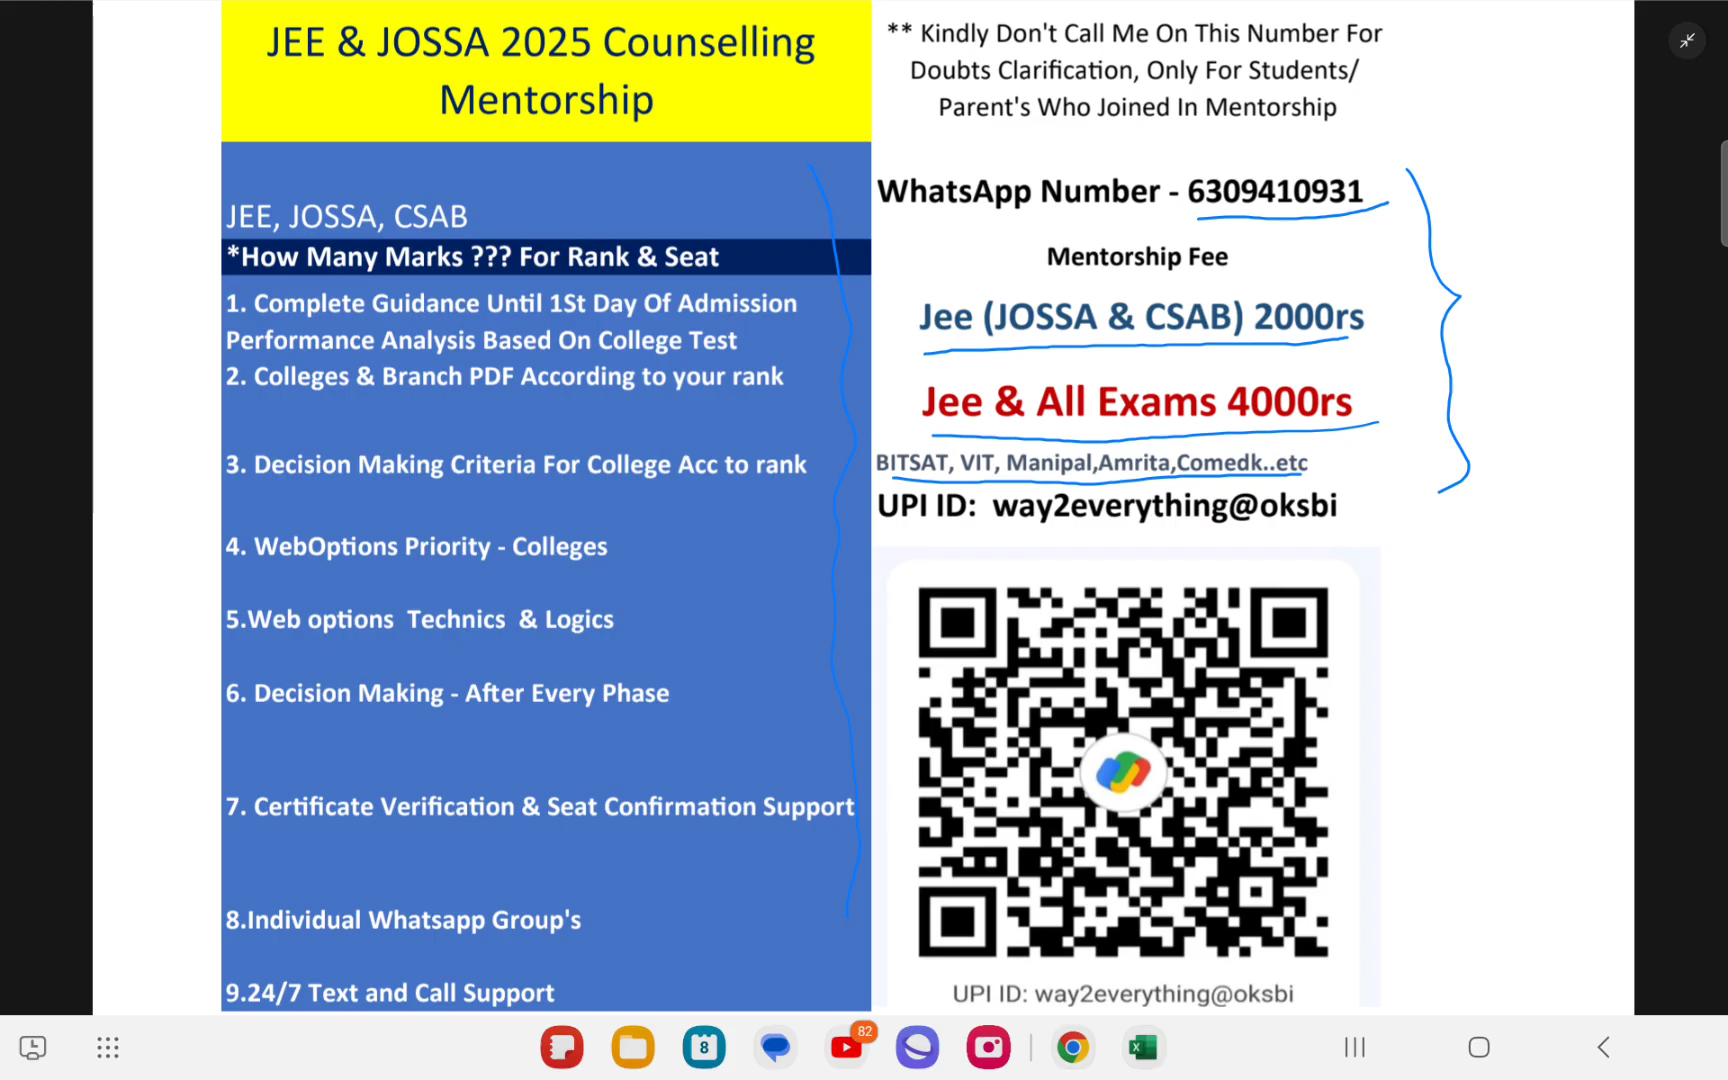 JEE & JOSSA 2025 Counselling
Mentorship
JEE, JOSSA, CSAB
*How Many Marks ??? For Rank & Seat
1. Complete Guidance Until 1St Day Of Admission
Performance Analysis Based On College Test
2. Colleges & Branch PDF According to your rank
3. Decision Making Criteria For College Acc to rank
4. WebOptions Priority - Colleges
5.Web options Technics & Logics
6. Decision Making - After Every Phase
7. Certificate Verification & Seat Confirmation Support
8.Individual Whatsapp Group's
9.24/7 Text and Call Support
** Kindly Don't Call Me On This Number For
Doubts Clarification, Only For Students/
Parent's Who Joined In Mentorship
WhatsApp Number - 6309410931
Mentorship Fee
Jee (JOSSA & CSAB) 2000rs
Jee & All Exams 4000rs
BITSAT, VIT, Manipal,Amrita,Comedk..etc
UPI ID: way2everything@oksbi
UPI ID: way2everything@oksbi
8
82
X